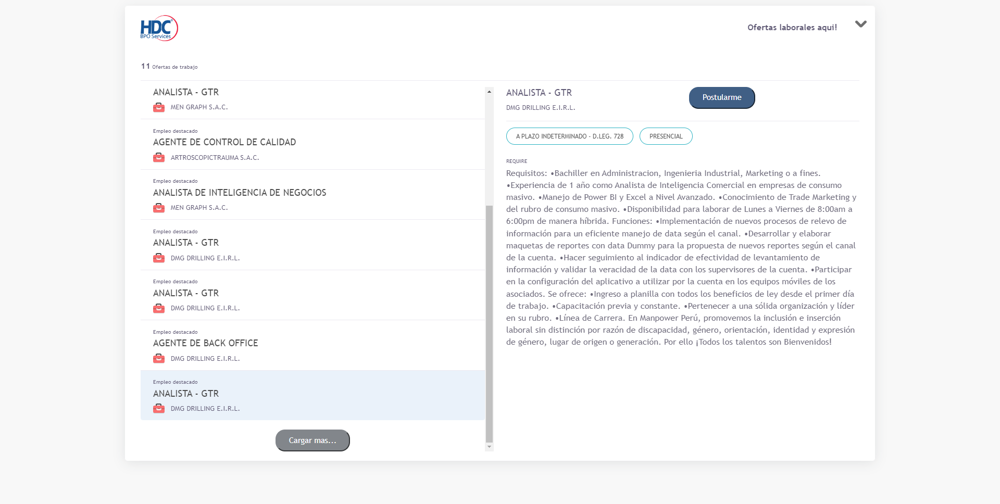 HDC
BPO Services
Ofertas laborales aqui!
11 Ofertas de trabajo
ANALISTA - GTR
MEN GRAPH S.A.C.
Empleo destacado
AGENTE DE CONTROL DE CALIDAD
ARTROSCOPICTRAUMA S.A.C.
Empleo destacado
ANALISTA DE INTELIGENCIA DE NEGOCIOS
MEN GRAPH S.A.C.
Empleo destacado
ANALISTA - GTR
DMG DRILLING E.I.R.L.
Empleo destacado
ANALISTA - GTR
DMG DRILLING E.I.R.L.
Empleo destacado
AGENTE DE BACK OFFICE
DMG DRILLING E.I.R.L.
Empleo destacado
ANALISTA - GTR
DMG DRILLING E.I.R.L.
Cargar mas...
ANALISTA - GTR
DMG DRILLING E.I.R.L.
Postularme
A PLAZO INDETERMINADO - D.LEG. 728
PRESENCIAL
REQUIRE
Requisitos: •Bachiller en Administracion, Ingenieria Industrial, Marketing o a fines.
•Experiencia de 1 año como Analista de Inteligencia Comercial en empresas de consumo
masivo. •Manejo de Power BI y Excel a Nivel Avanzado. •Conocimiento de Trade Marketing y
del rubro de consumo masivo. •Disponibilidad para laborar de Lunes a Viernes de 8:00am a
6:00pm de manera híbrida. Funciones: •Implementación de nuevos procesos de relevo de
información para un eficiente manejo de data según el canal. •Desarrollar y elaborar
maquetas de reportes con data Dummy para la propuesta de nuevos reportes según el canal
de la cuenta. •Hacer seguimiento al indicador de efectividad de levantamiento de
información y validar la veracidad de la data con los supervisores de la cuenta. •Participar
en la configuración del aplicativo a utilizar por la cuenta en los equipos móviles de los
asociados. Se ofrece: •Ingreso a planilla con todos los beneficios de ley desde el primer día
de trabajo. •Capacitación previa y constante. •Pertenecer a una sólida organización y líder
en su rubro. •Línea de Carrera. En Manpower Perú, promovemos la inclusión e inserción
laboral sin distinción por razón de discapacidad, género, orientación, identidad y expresión
de género, lugar de origen o generación. Por ello ¡Todos los talentos son Bienvenidos!